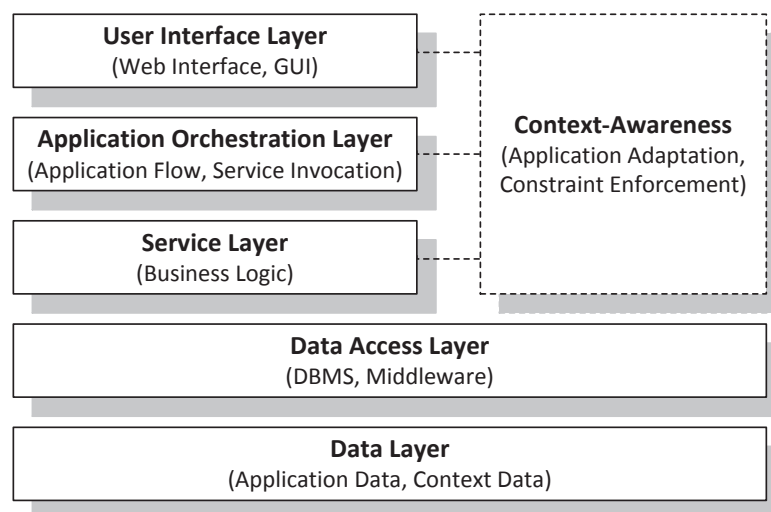 User Interface Layer
(Web Interface, GUI)
Application Orchestration Layer
(Application Flow, Service Invocation)
Service Layer
(Business Logic)
Context-Awareness
(Application Adaptation,
Constraint Enforcement)
Data Access Layer
(DBMS, Middleware)
Data Layer
(Application Data, Context Data)